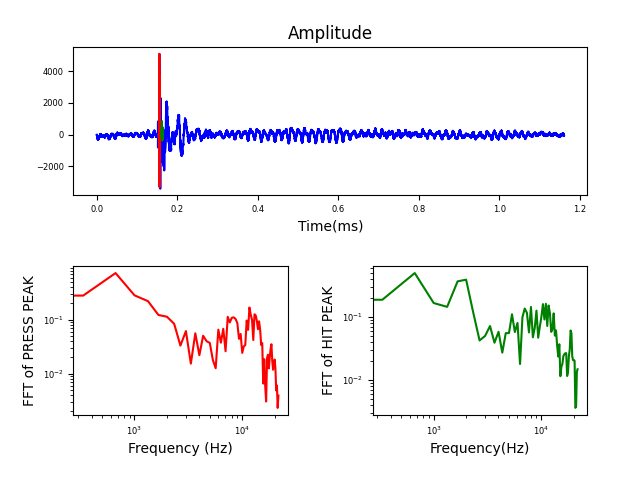 Amplitude
4000
2000
0
−2000
0.0 0.2 0.4 0.6 0.8 1.0 1.2
Time(ms)
FFT of PRESS PEAK
10⁻¹
10⁻²
10³ 10⁴
Frequency (Hz)
FFT of HIT PEAK
10⁻¹
10⁻²
10³ 10⁴
Frequency(Hz)